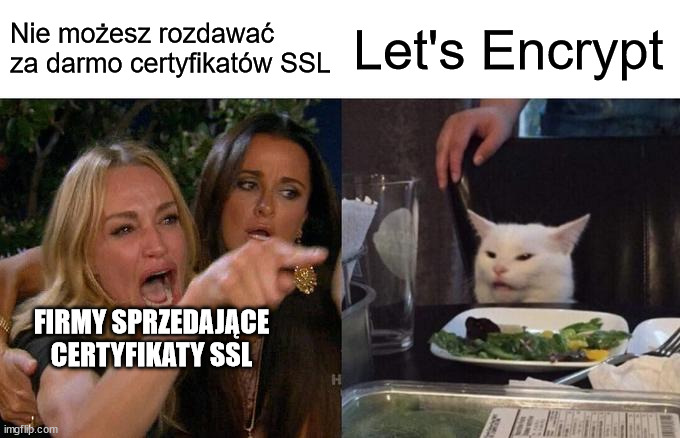 Nie możesz rozdawać
za darmo certyfikatów SSL
Let's Encrypt
FIRMY SPRZEDAJĄCE
CERTYFIKATY SSL
imgflip.com